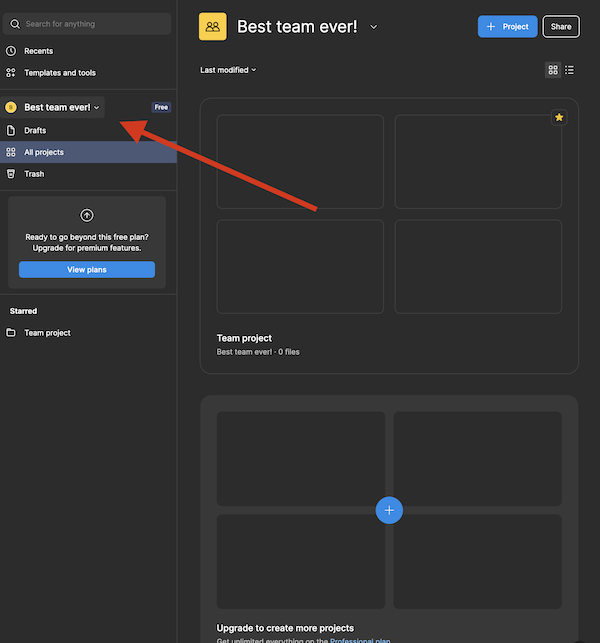 Search for anything
Recents
Templates and tools
B
Best team ever!
Free
Drafts
All projects
Trash
Ready to go beyond this free plan?
Upgrade for premium features.
View plans
Starred
Team project
Best team ever!
Project
Share
Last modified
Team project
Best team ever! · 0 files
Upgrade to create more projects
Get unlimited everything on the Professional plan